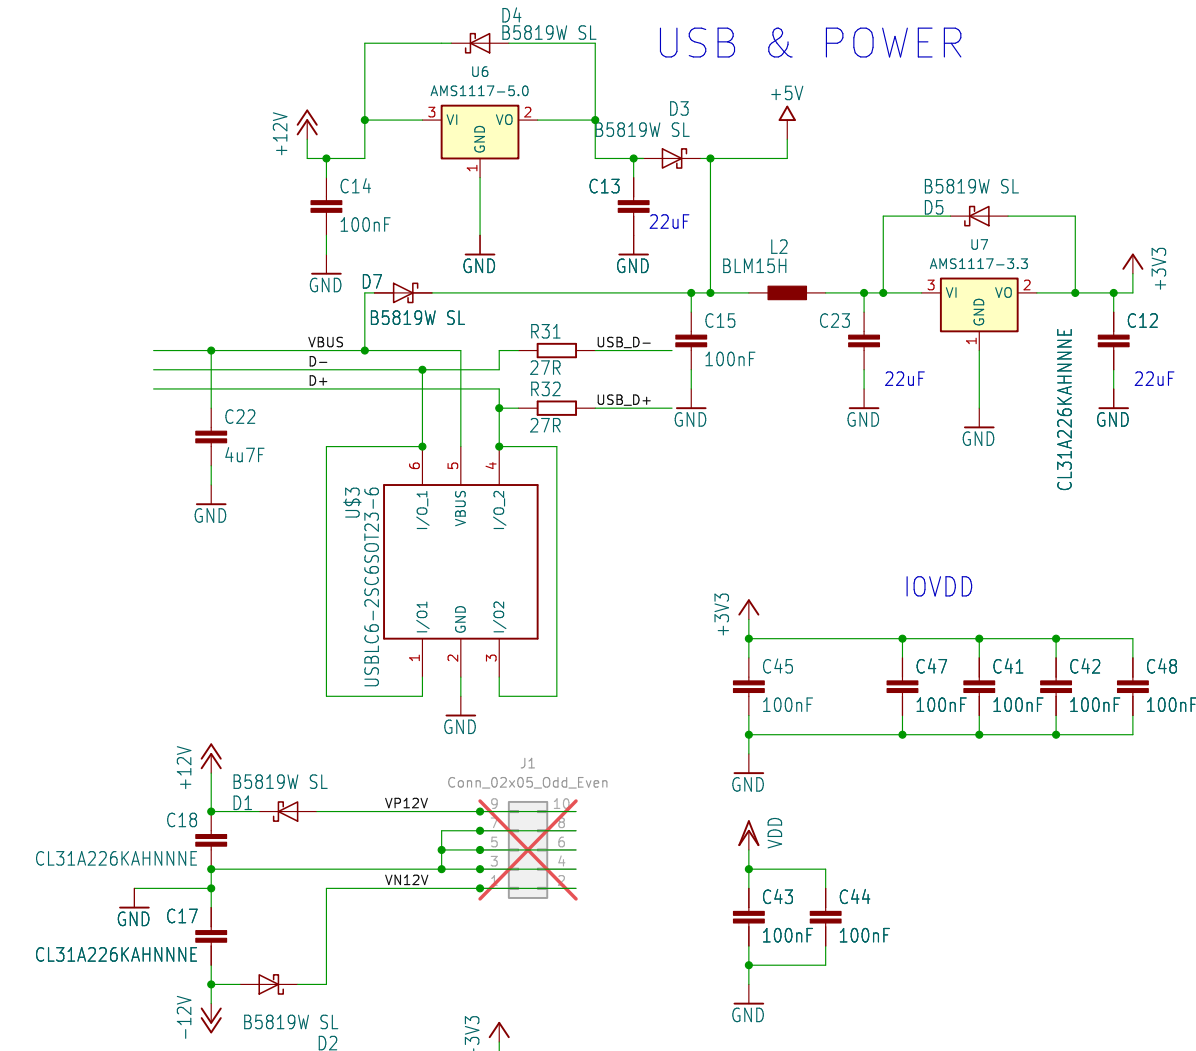 USB & POWER
D4
B5819W SL
U6
AMS1117-5.0
3
VI
VO
2
GND
1
GND
+12V
C14
100nF
GND
D3
B5819W SL
+5V
C13
22uF
GND
D7
B5819W SL
L2
BLM15H
B5819W SL
D5
U7
AMS1117-3.3
3
VI
VO
2
GND
1
GND
+3V3
C15
100nF
GND
C23
22uF
GND
C12
22uF
GND
CL31A226KAHNNNE
VBUS
D-
D+
R31
27R
USB_D-
R32
27R
USB_D+
C22
4u7F
GND
6
5
4
I/O_1
VBUS
I/O_2
U$3
USBLC6-2SC6SOT23-6
I/O1
GND
I/O2
1
2
3
GND
IOVDD
+3V3
C45
100nF
C47
100nF
C41
100nF
C42
100nF
C48
100nF
GND
+12V
B5819W SL
D1
VP12V
C18
CL31A226KAHNNNE
GND
C17
CL31A226KAHNNNE
VN12V
-12V
B5819W SL
D2
J1
Conn_02x05_Odd_Even
9
10
7
8
5
6
3
4
1
2
VDD
C43
100nF
C44
100nF
GND
+3V3